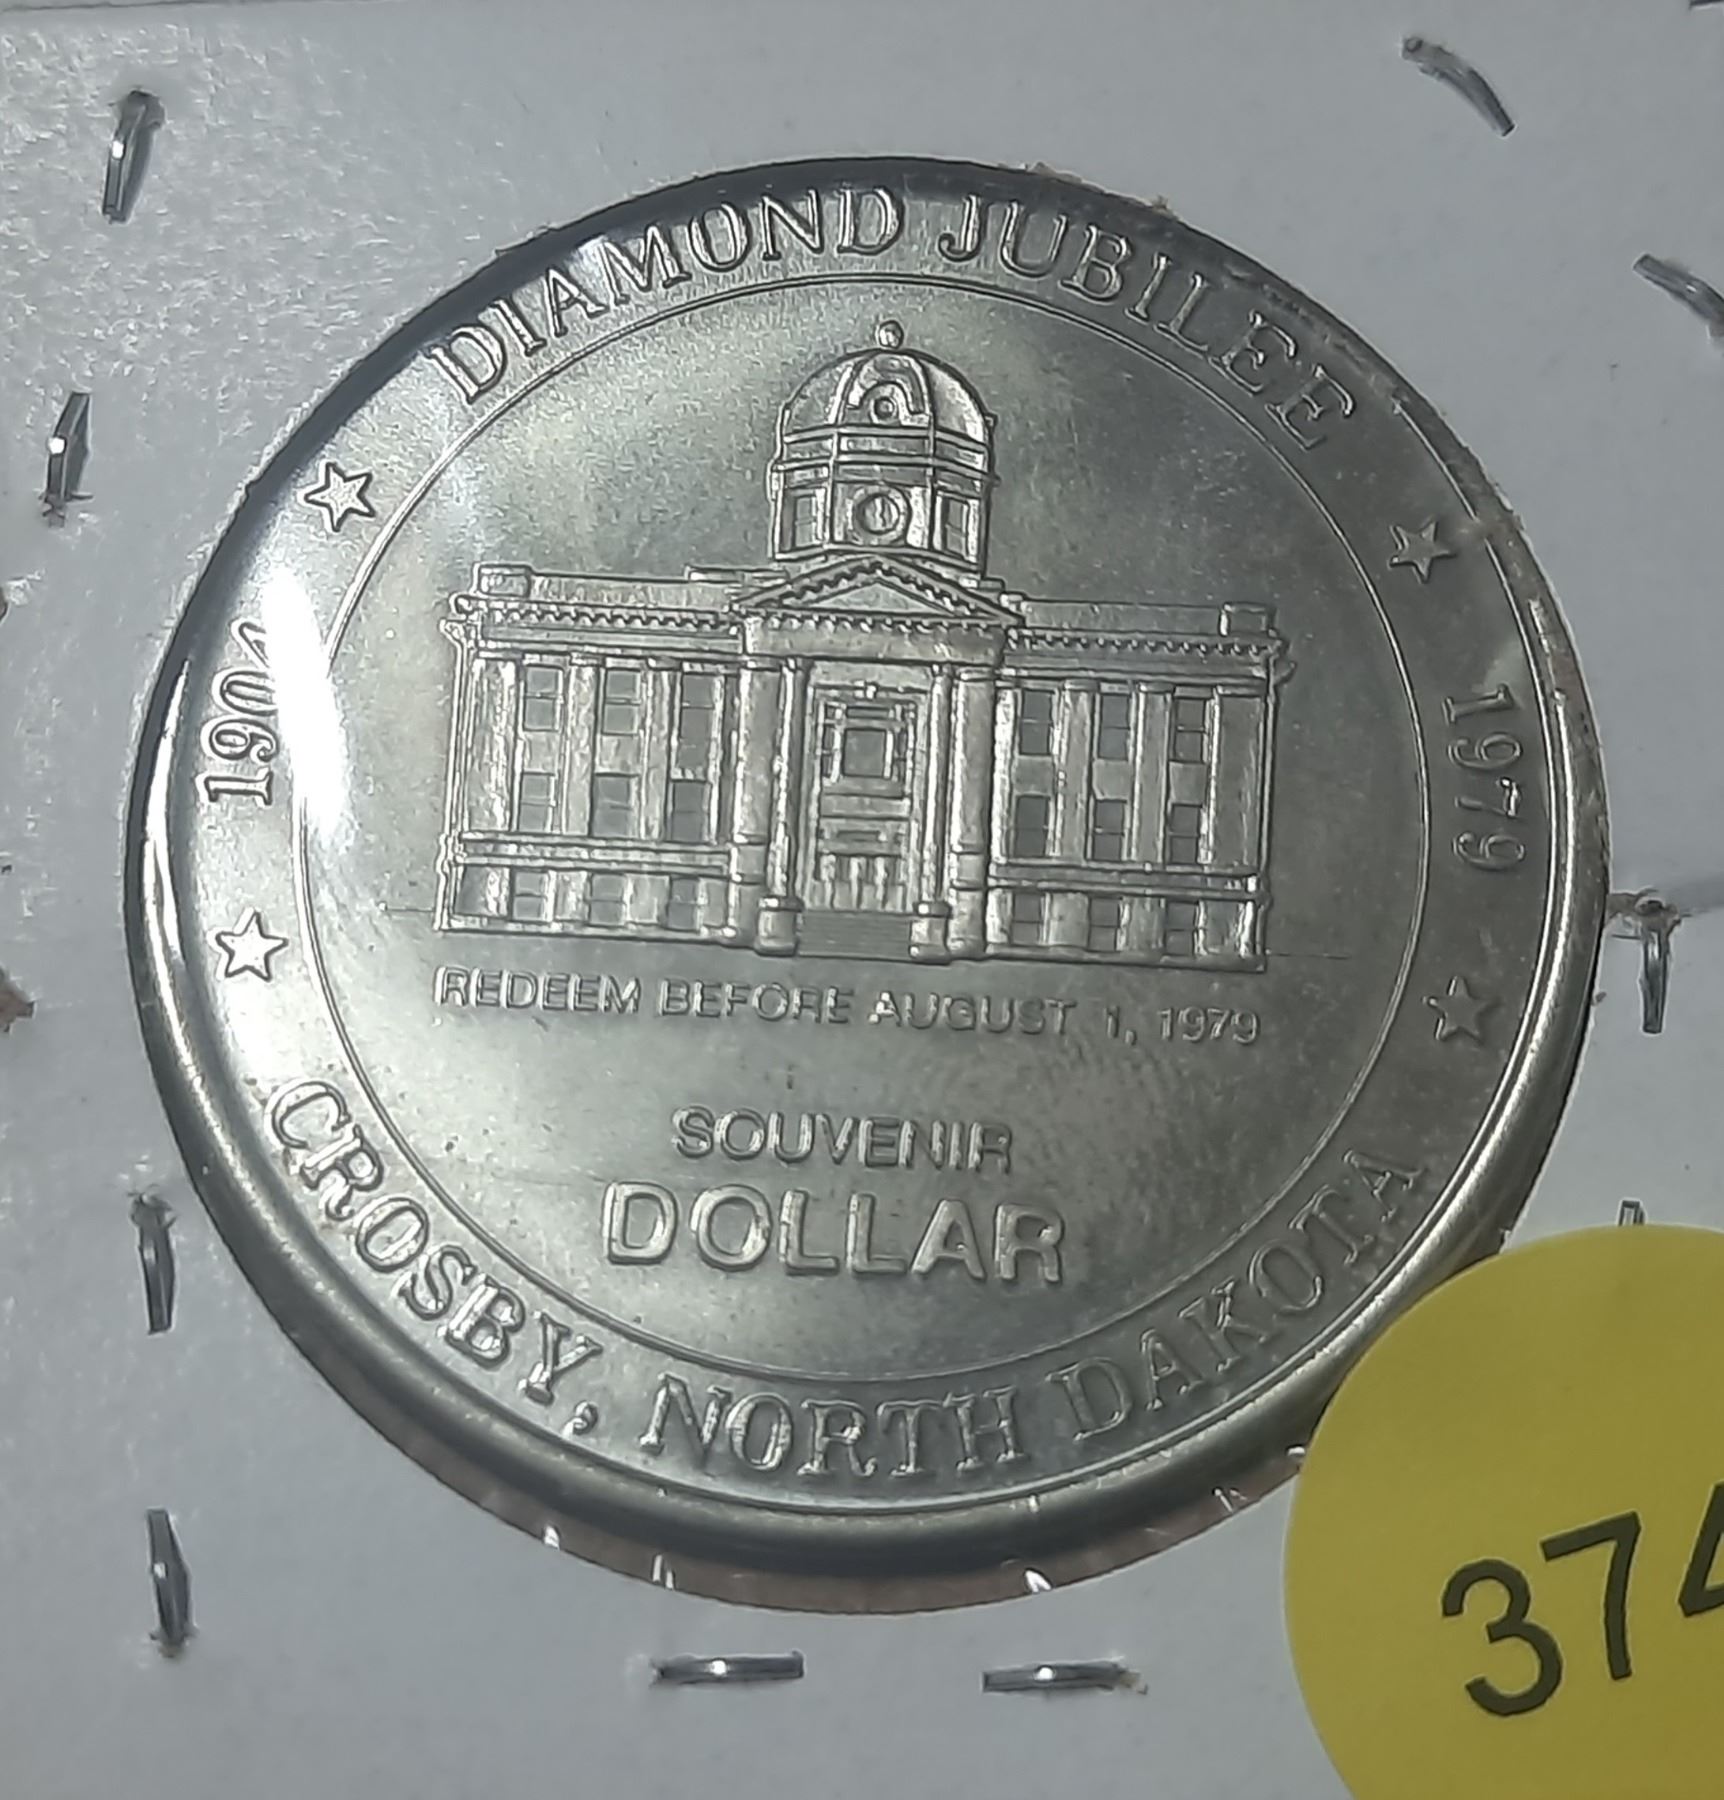 DIAMOND JUBILEE
1904
1979
REDEEM BEFORE AUGUST 1, 1979
SOUVENIR
DOLLAR
CROSBY, NORTH DAKOTA
374